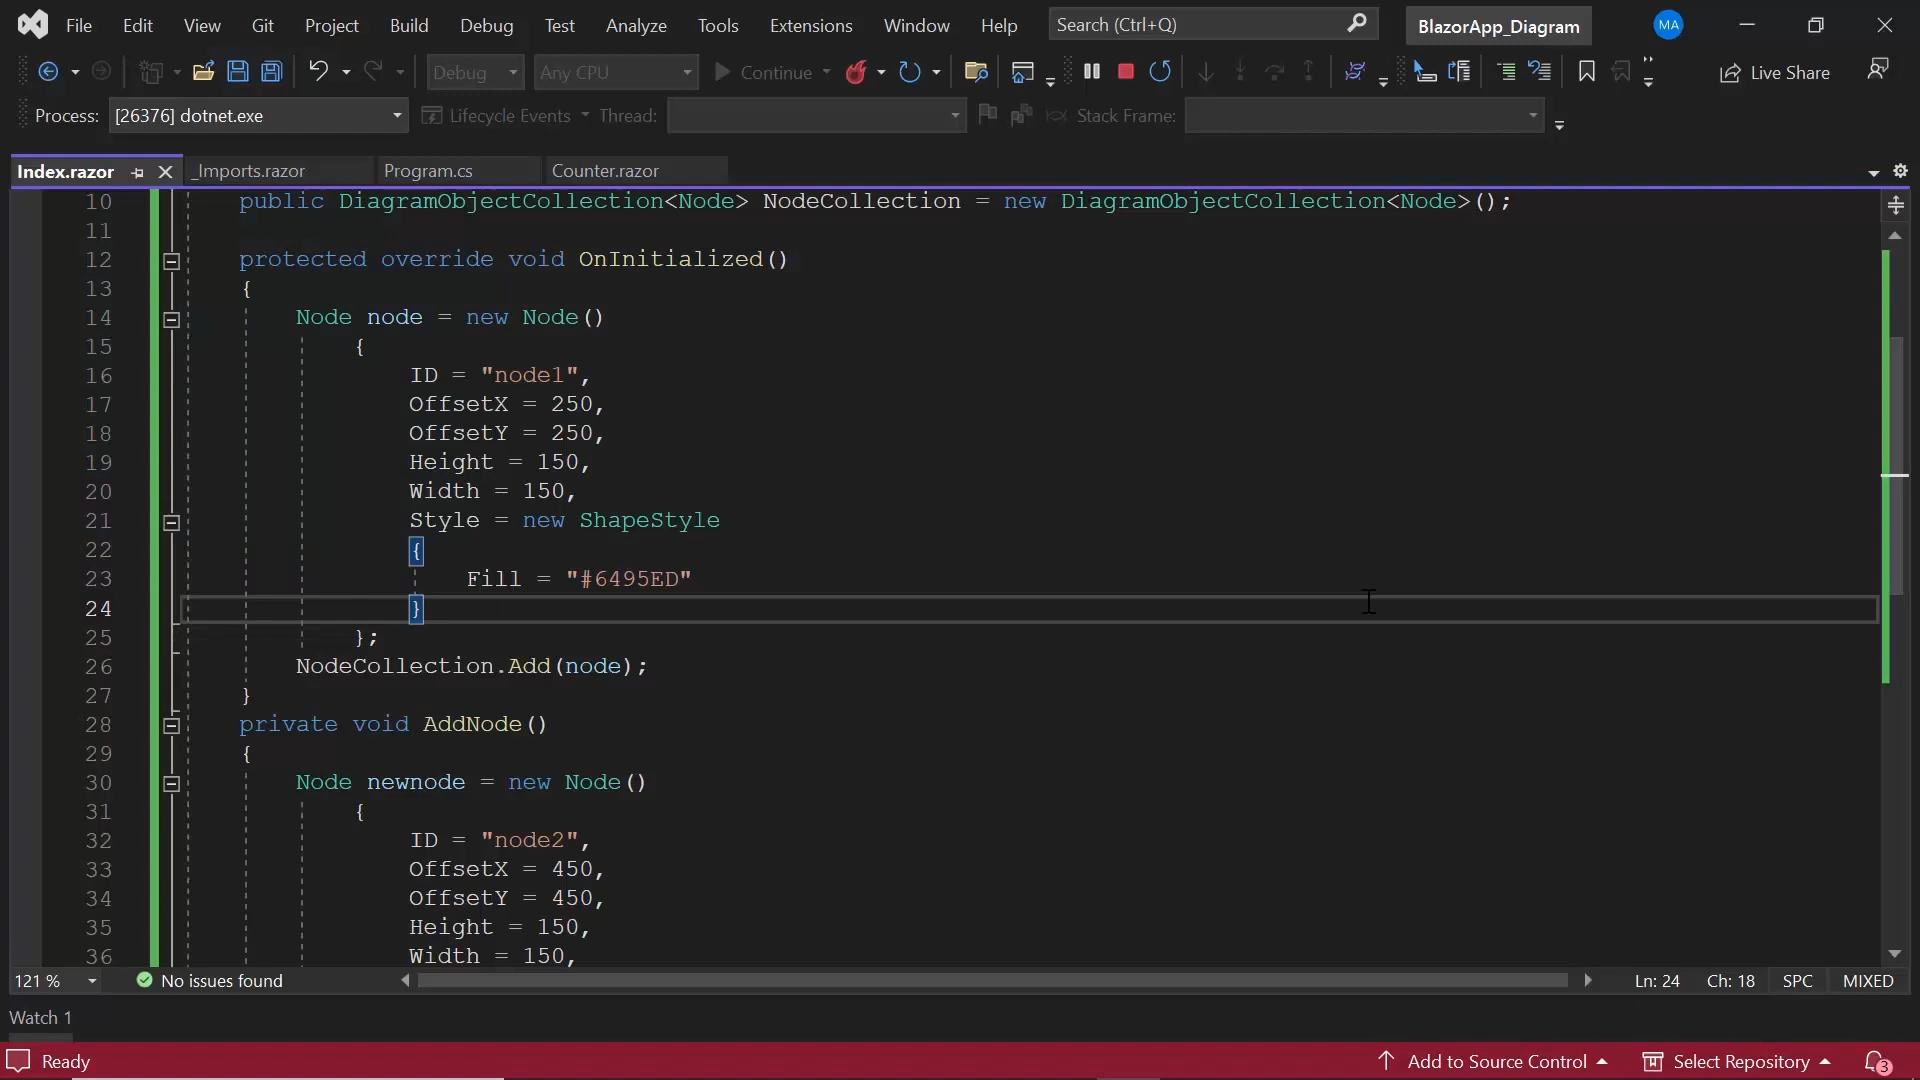 File Edit View Git Project Build Debug Test Analyze Tools Extensions Window Help Search (Ctrl+Q) BlazorApp_Diagram MA
Debug Any CPU Continue Live Share
Process: [26376] dotnet.exe Lifecycle Events Thread: Stack Frame:
Index.razor _Imports.razor Program.cs Counter.razor
10 public DiagramObjectCollection<Node> NodeCollection = new DiagramObjectCollection<Node>();
11
12 protected override void OnInitialized()
13 {
14 Node node = new Node()
15 {
16 ID = "node1",
17 OffsetX = 250,
18 OffsetY = 250,
19 Height = 150,
20 Width = 150,
21 Style = new ShapeStyle
22 {
23 Fill = "#6495ED"
24 }
25 };
26 NodeCollection.Add(node);
27 }
28 private void AddNode()
29 {
30 Node newnode = new Node()
31 {
32 ID = "node2",
33 OffsetX = 450,
34 OffsetY = 450,
35 Height = 150,
36 Width = 150,
121 % No issues found Ln: 24 Ch: 18 SPC MIXED
Watch 1
Ready Add to Source Control Select Repository 3